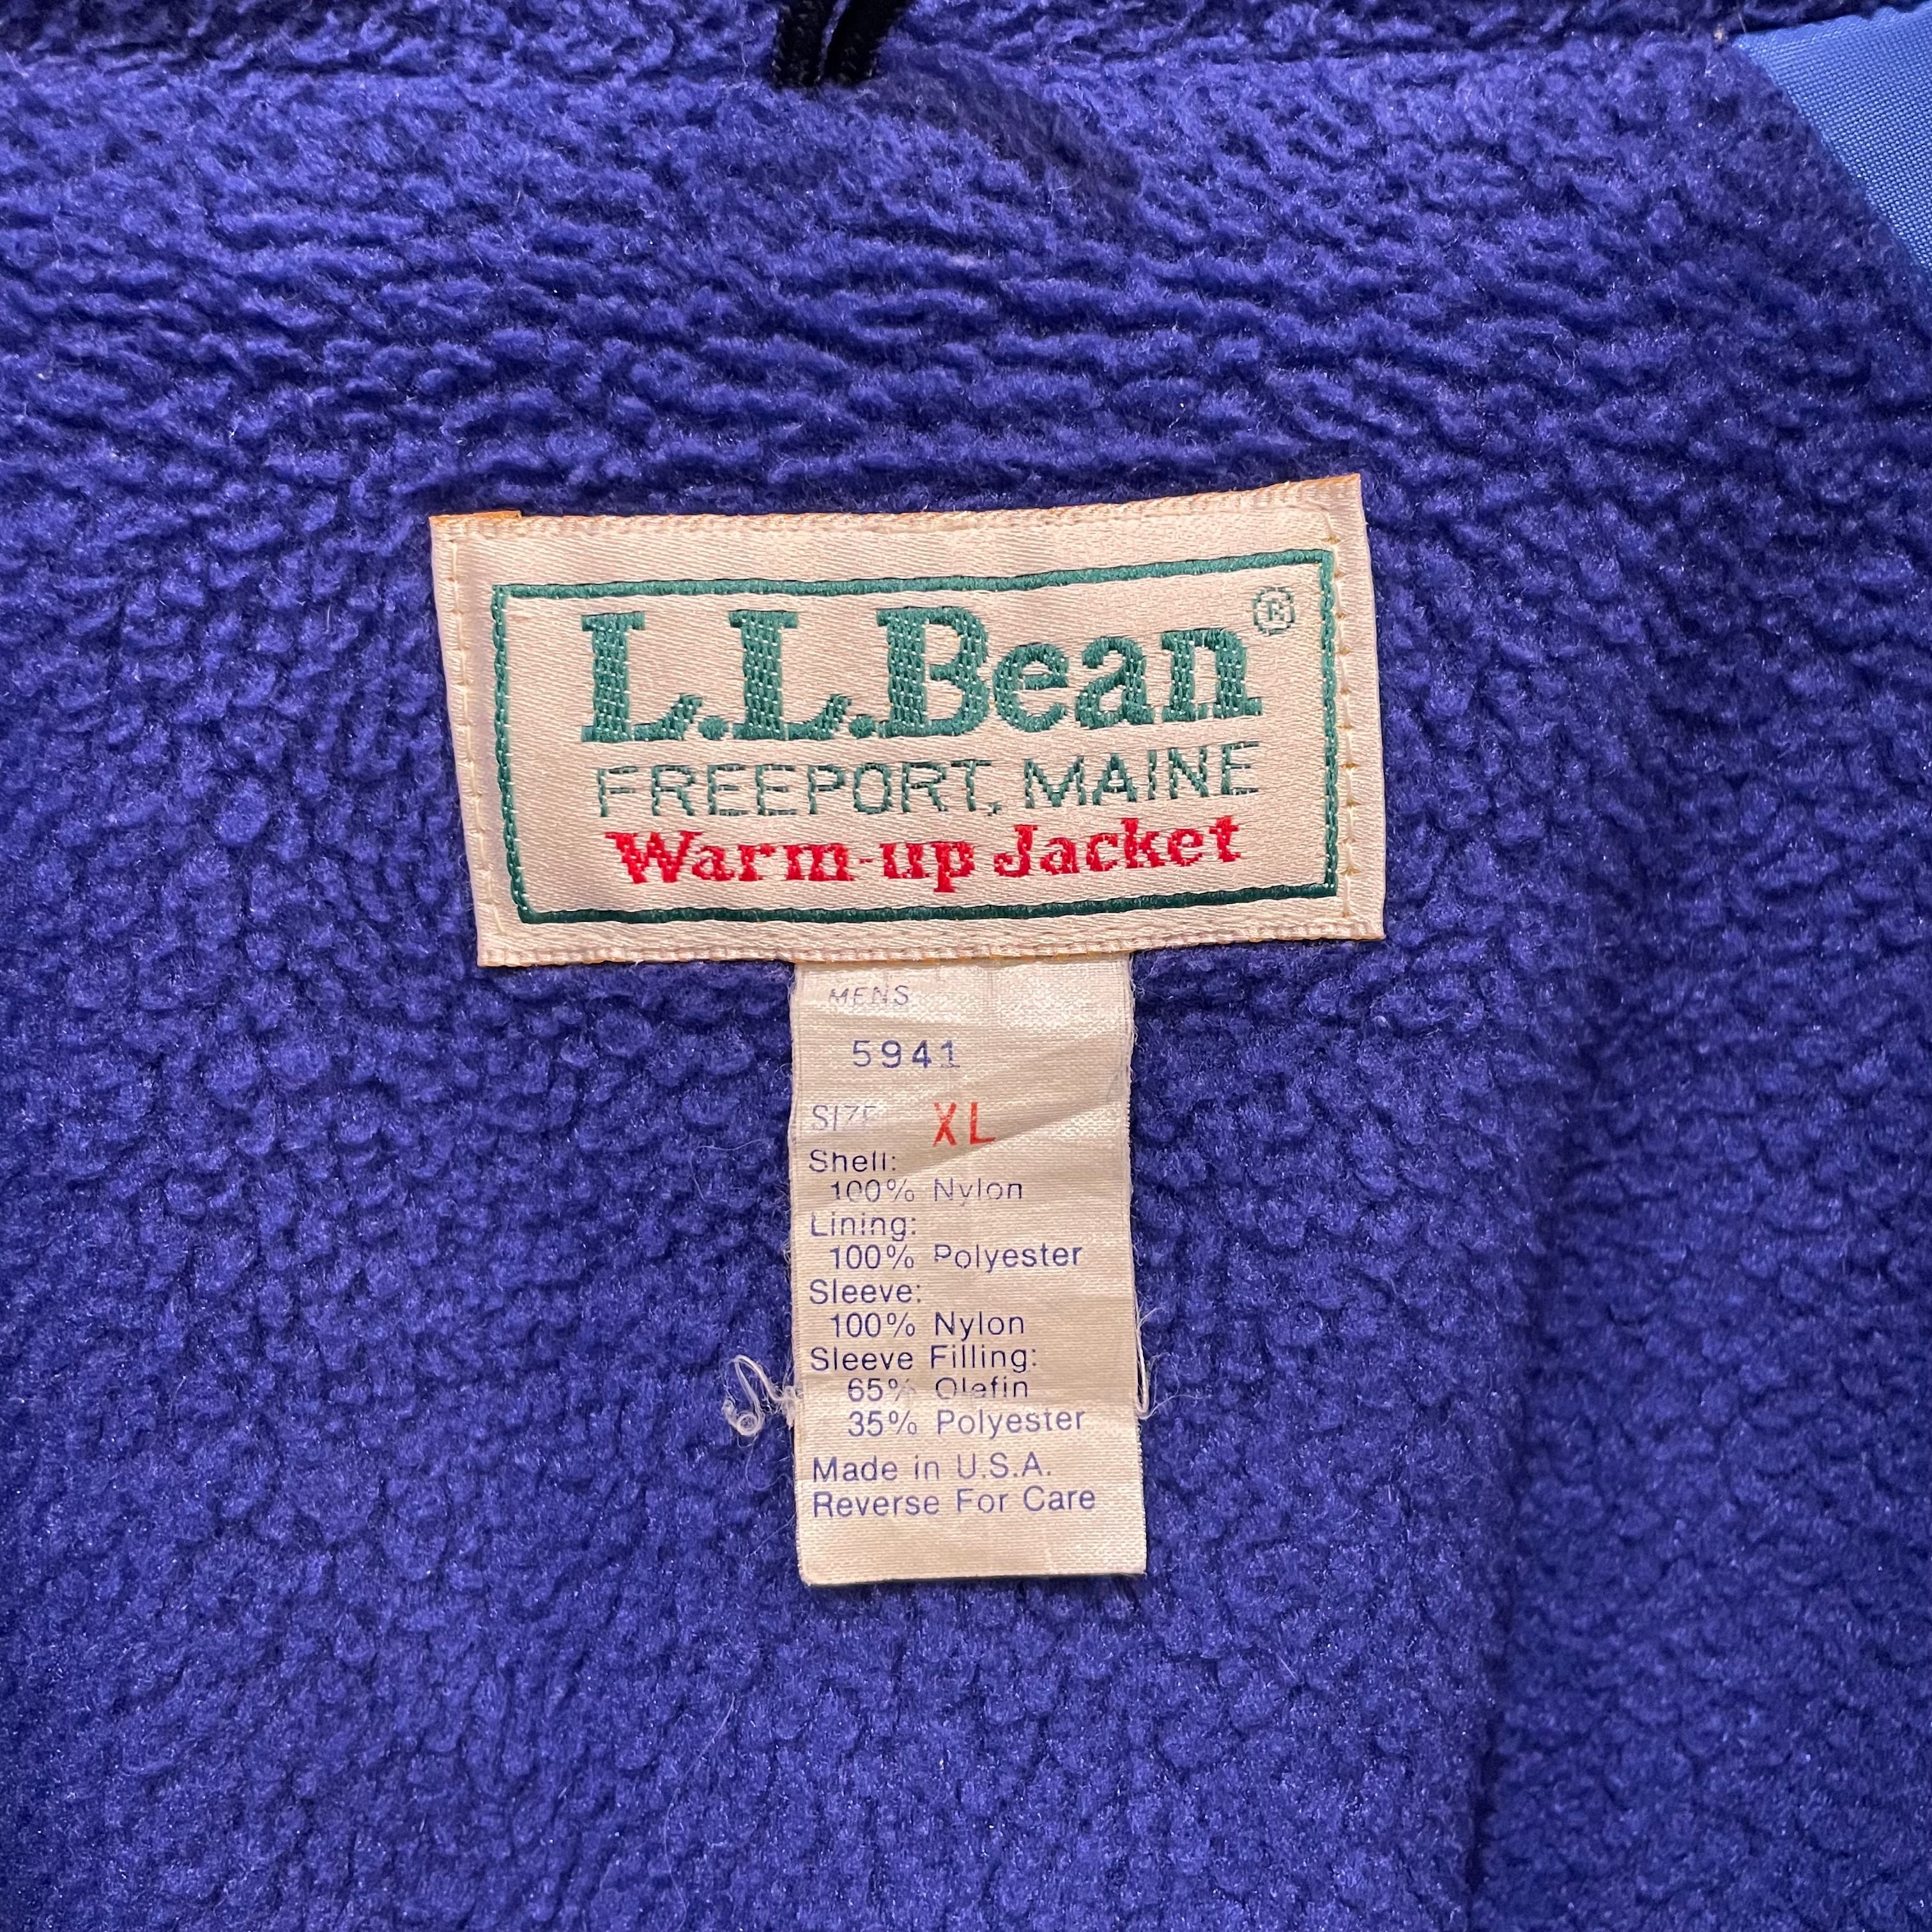 L.L.Bean®
FREEPORT, MAINE
Warm-up Jacket
MENS
5941
SIZE XL
Shell:
100% Nylon
Lining:
100% Polyester
Sleeve:
100% Nylon
Sleeve Filling:
65% Olefin
35% Polyester
Made in U.S.A.
Reverse For Care